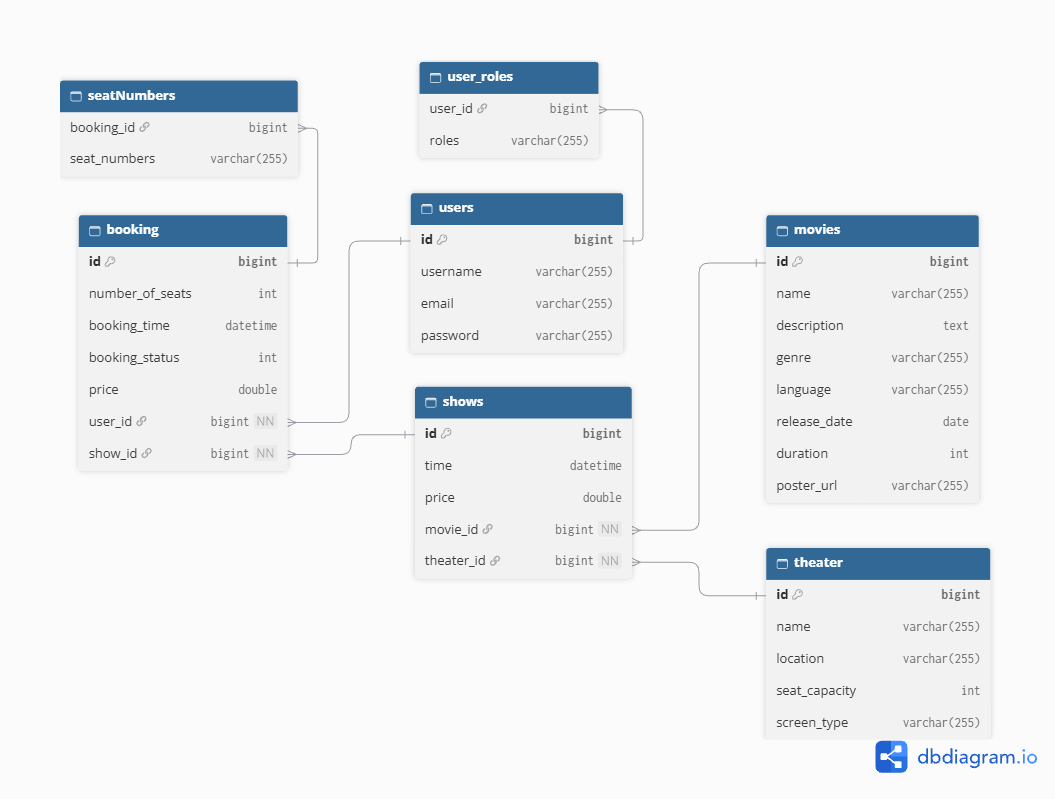 seatNumbers
booking_id bigint
seat_numbers varchar(255)
user_roles
user_id bigint
roles varchar(255)
booking
id bigint
number_of_seats int
booking_time datetime
booking_status int
price double
user_id bigint NN
show_id bigint NN
users
id bigint
username varchar(255)
email varchar(255)
password varchar(255)
shows
id bigint
time datetime
price double
movie_id bigint NN
theater_id bigint NN
movies
id bigint
name varchar(255)
description text
genre varchar(255)
language varchar(255)
release_date date
duration int
poster_url varchar(255)
theater
id bigint
name varchar(255)
location varchar(255)
seat_capacity int
screen_type varchar(255)
dbdiagram.io